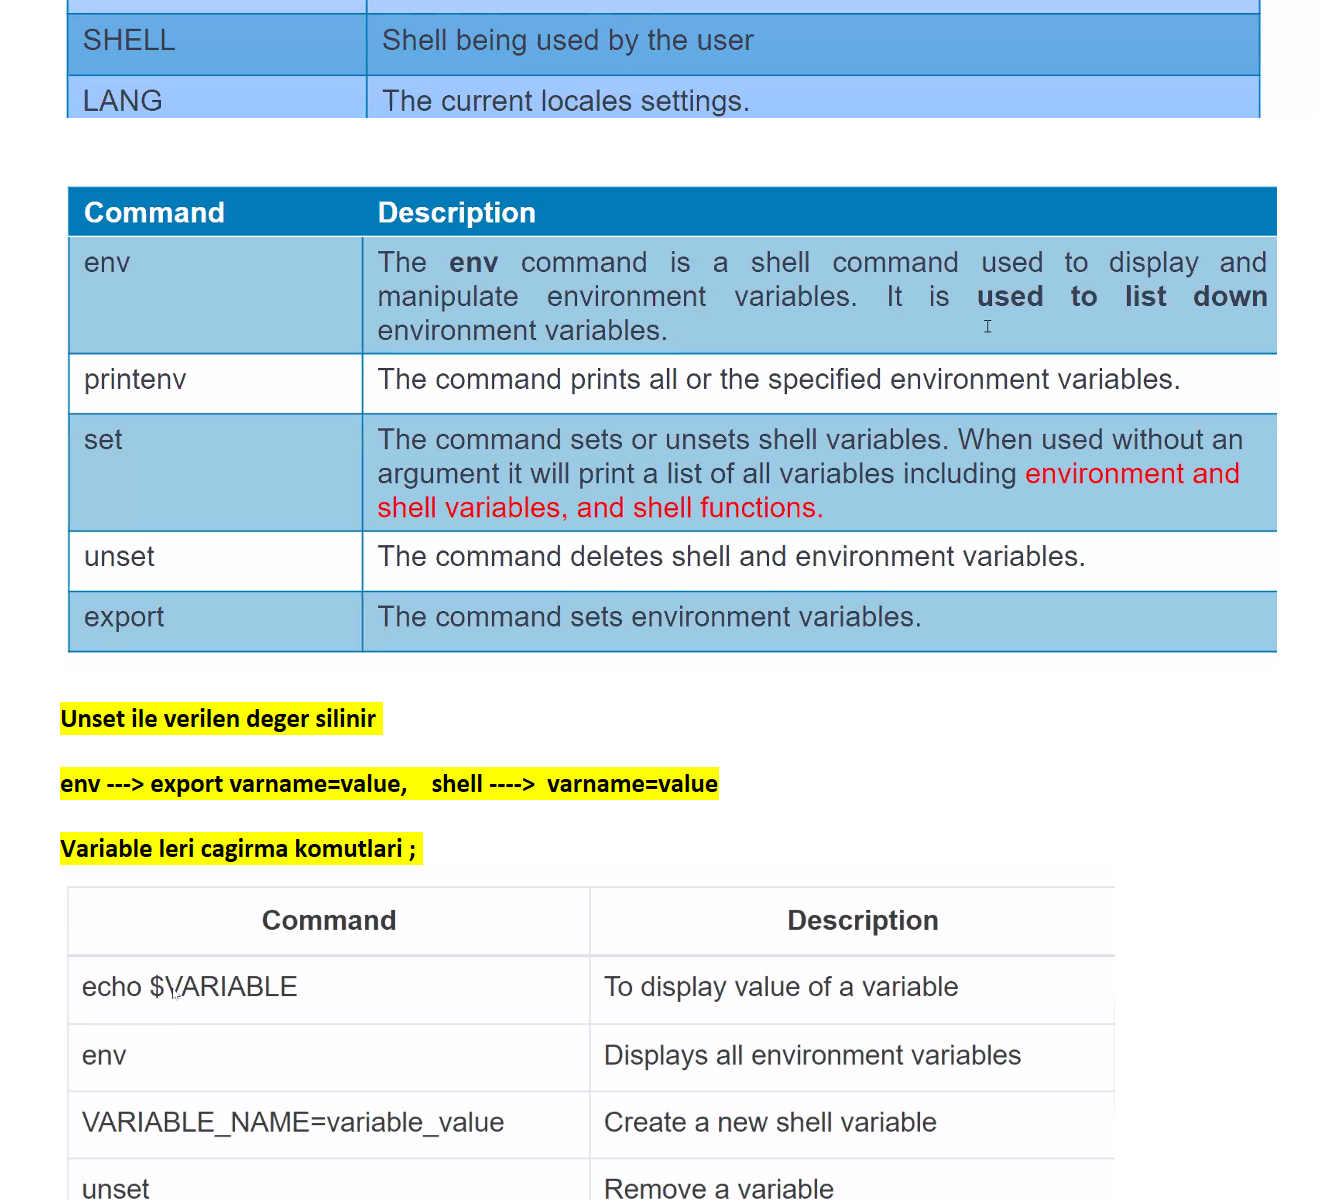 SHELL Shell being used by the user
LANG The current locales settings.
Command Description
env The env command is a shell command used to display and
manipulate environment variables. It is used to list down
environment variables.
printenv The command prints all or the specified environment variables.
set The command sets or unsets shell variables. When used without an
argument it will print a list of all variables including environment and
shell variables, and shell functions.
unset The command deletes shell and environment variables.
export The command sets environment variables.
Unset ile verilen deger silinir
env ---> export varname=value, shell ----> varname=value
Variable leri cagirma komutlari ;
Command Description
echo $VARIABLE To display value of a variable
env Displays all environment variables
VARIABLE_NAME=variable_value Create a new shell variable
unset Remove a variable